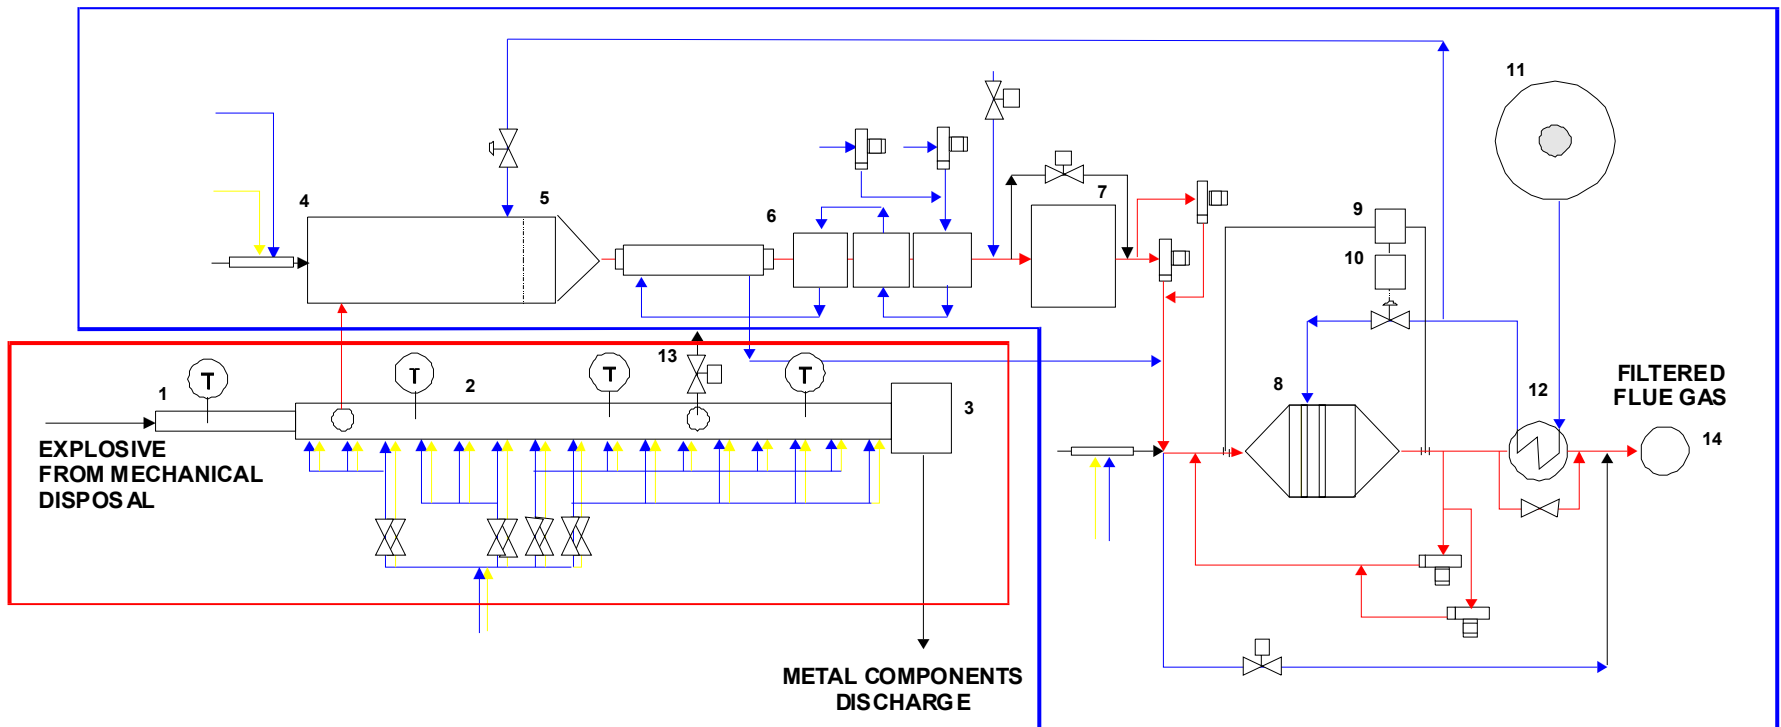 11
4
5
6
7
9
10
13
1
T
T
2
T
T
3
8
12
FILTERED
FLUE GAS
14
EXPLOSIVE
FROM MECHANICAL
DISPOSAL
METAL COMPONENTS
DISCHARGE